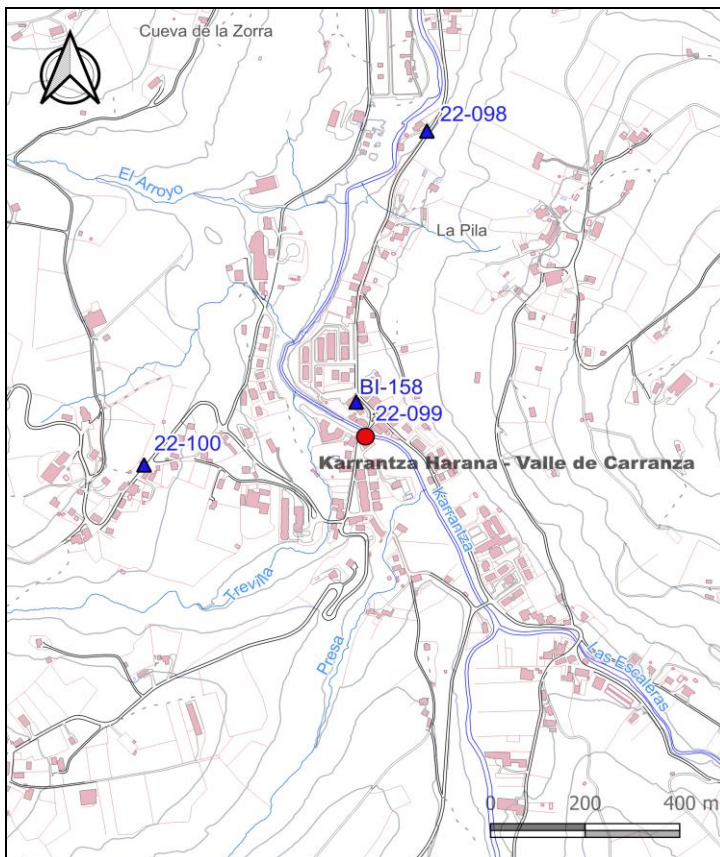 Cueva de la Zorra
22-098
El Arroyo
La Pila
BI-158
22-099
22-100
Karrantza Harana - Valle de Carranza
Karrantza
Trevilla
Presa
Las Escaleras
0 200 400 m